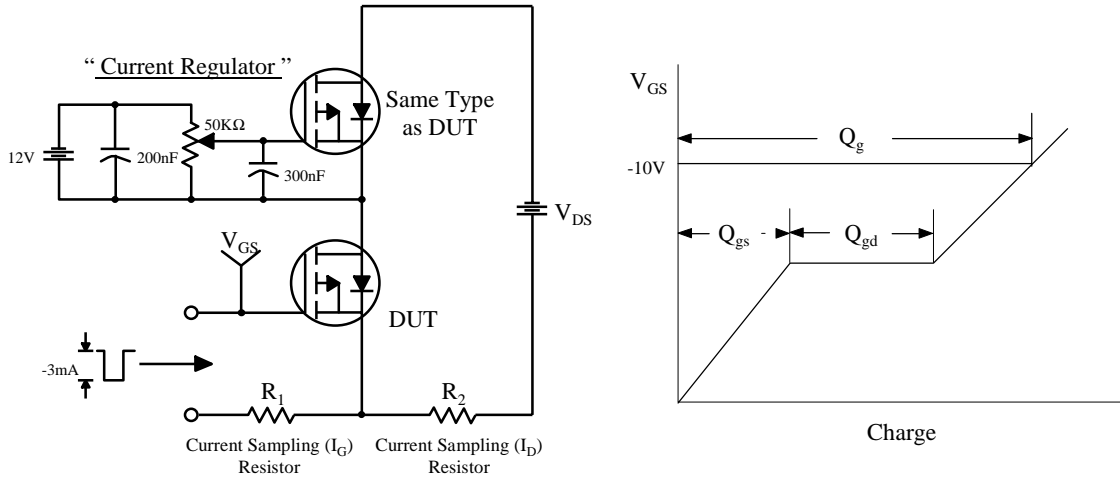 “ Current Regulator ”
Same Type
as DUT
50KΩ
12V
200nF
300nF
V_DS
V_GS
DUT
-3mA
R_1
R_2
Current Sampling (I_G)
Resistor
Current Sampling (I_D)
Resistor
V_GS
Q_g
-10V
Q_gs
Q_gd
Charge